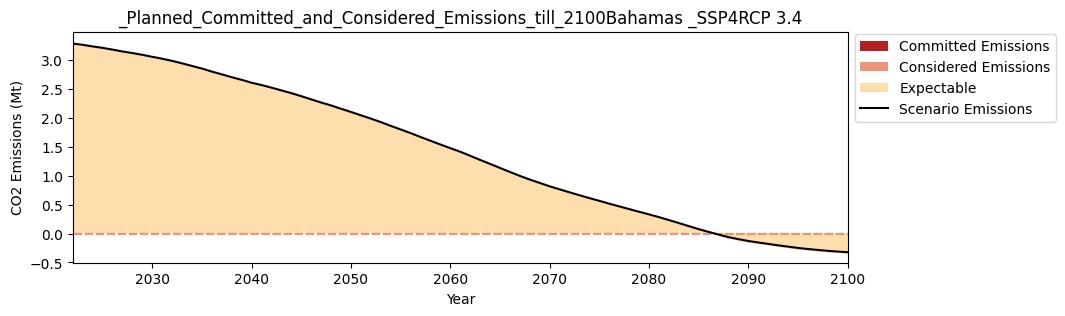 _Planned_Committed_and_Considered_Emissions_till_2100Bahamas _SSP4RCP 3.4
CO2 Emissions (Mt)
3.0
2.5
2.0
1.5
1.0
0.5
0.0
−0.5
2030
2040
2050
2060
2070
2080
2090
2100
Year
Committed Emissions
Considered Emissions
Expectable
Scenario Emissions